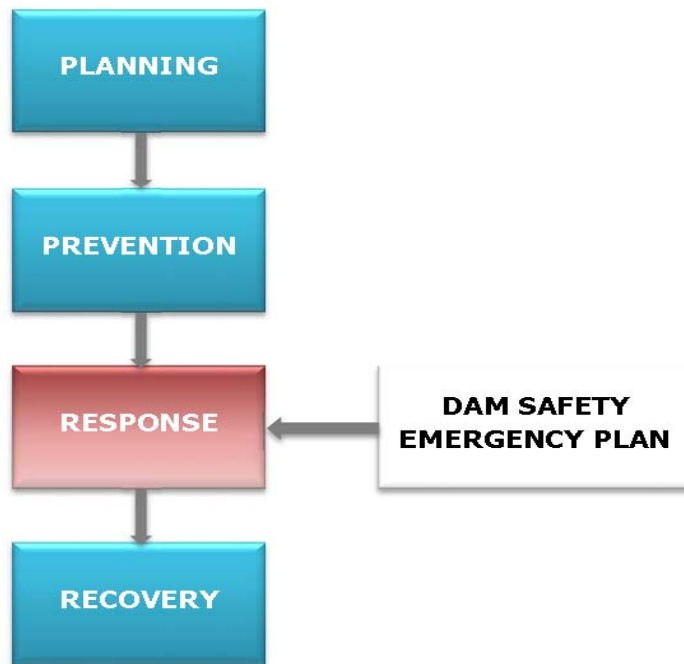 PLANNING
PREVENTION
RESPONSE
DAM SAFETY
EMERGENCY PLAN
RECOVERY